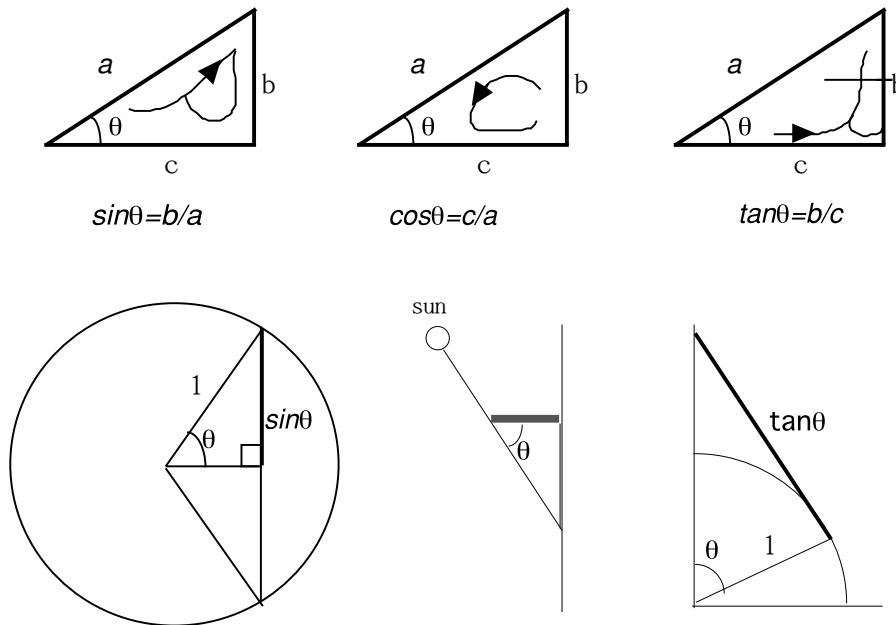 a b θ c
a b θ c
a b θ c
sinθ=b/a
cosθ=c/a
tanθ=b/c
1 sinθ θ
sun
θ
tanθ
θ 1